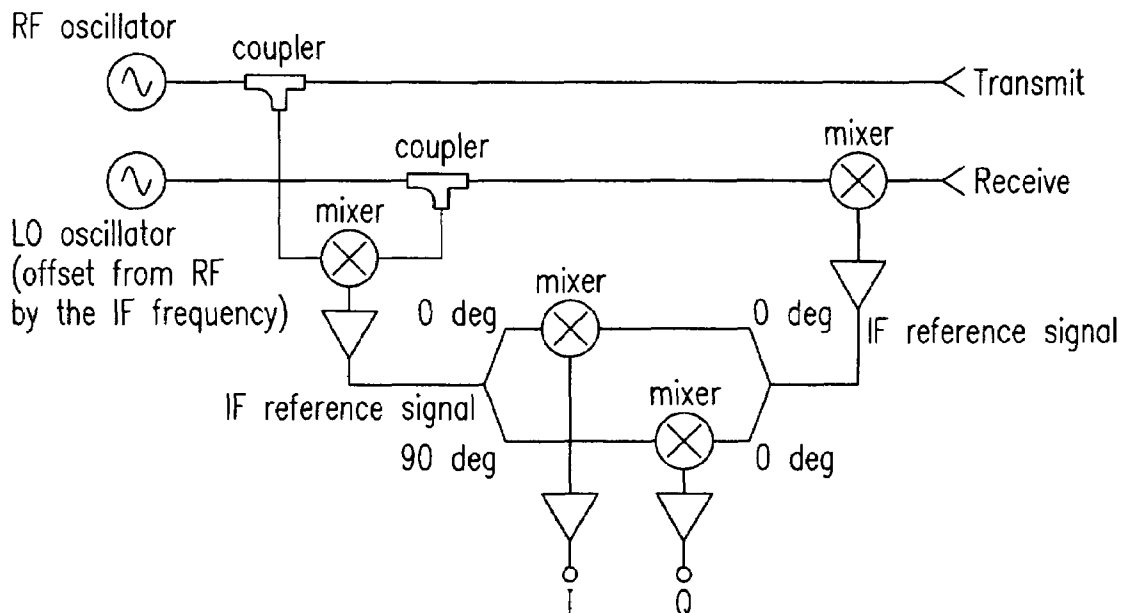 RF oscillator
coupler
Transmit
coupler
mixer
Receive
LO oscillator
(offset from RF
by the IF frequency)
mixer
mixer
0 deg
0 deg
IF reference signal
IF reference signal
mixer
90 deg
0 deg
I
Q